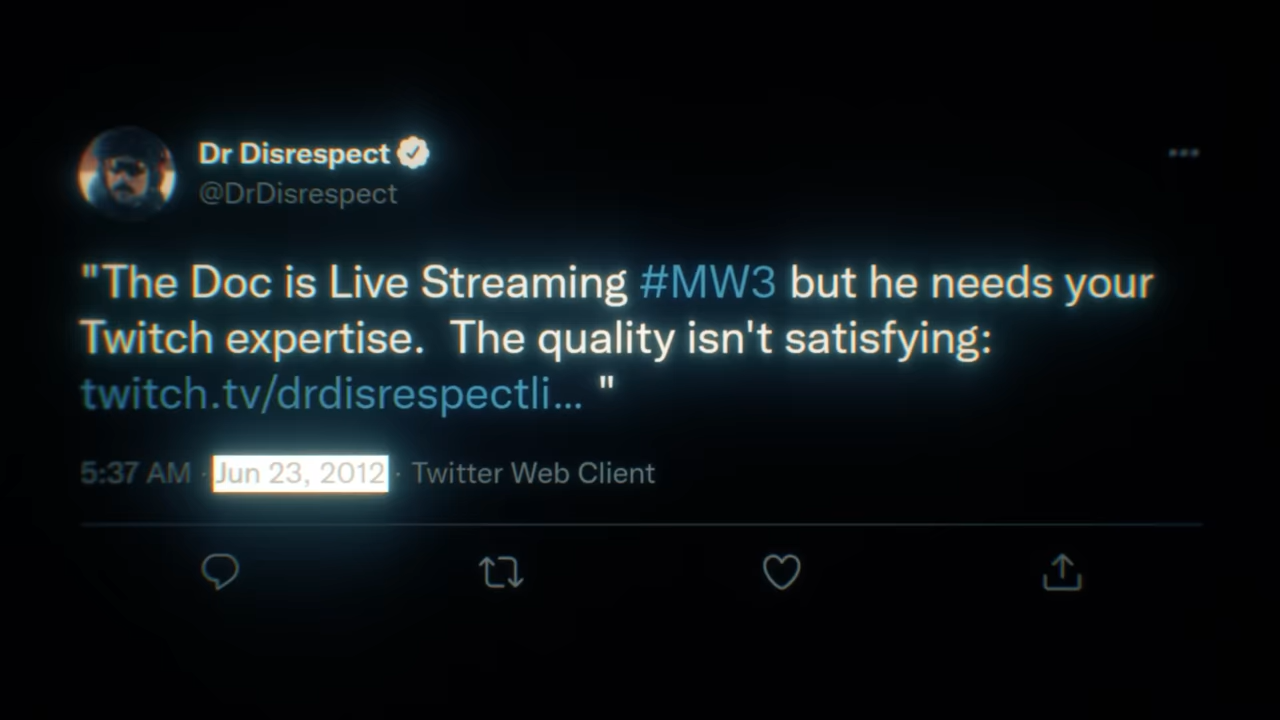 Dr Disrespect
@DrDisrespect
"The Doc is Live Streaming #MW3 but he needs your
Twitch expertise.  The quality isn't satisfying:
twitch.tv/drdisrespectli... "
5:37 AM · Jun 23, 2012 · Twitter Web Client